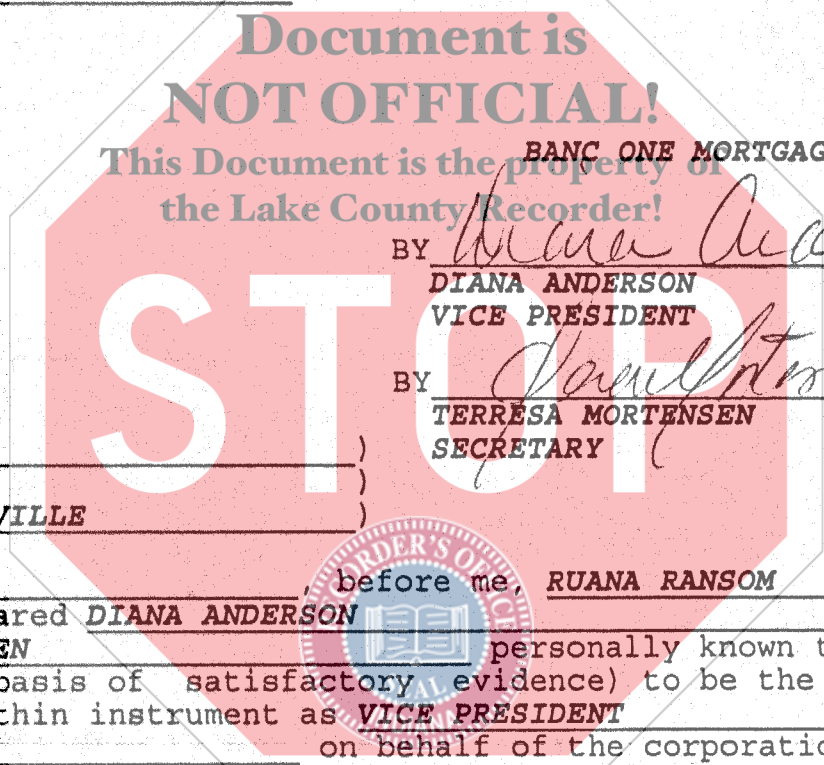 Document is
NOT OFFICIAL!
This Document is the property of
the Lake County Recorder!
BANC ONE MORTGAG
BY
DIANA ANDERSON
VICE PRESIDENT
BY
TERRESA MORTENSEN
SECRETARY
STOP
)
)
VILLE )
RDER'S O
, before me, RUANA RANSOM
ared DIANA ANDERSON
EN personally known t
basis of satisfactory evidence) to be the
thin instrument as VICE PRESIDENT
on behalf of the corporatio